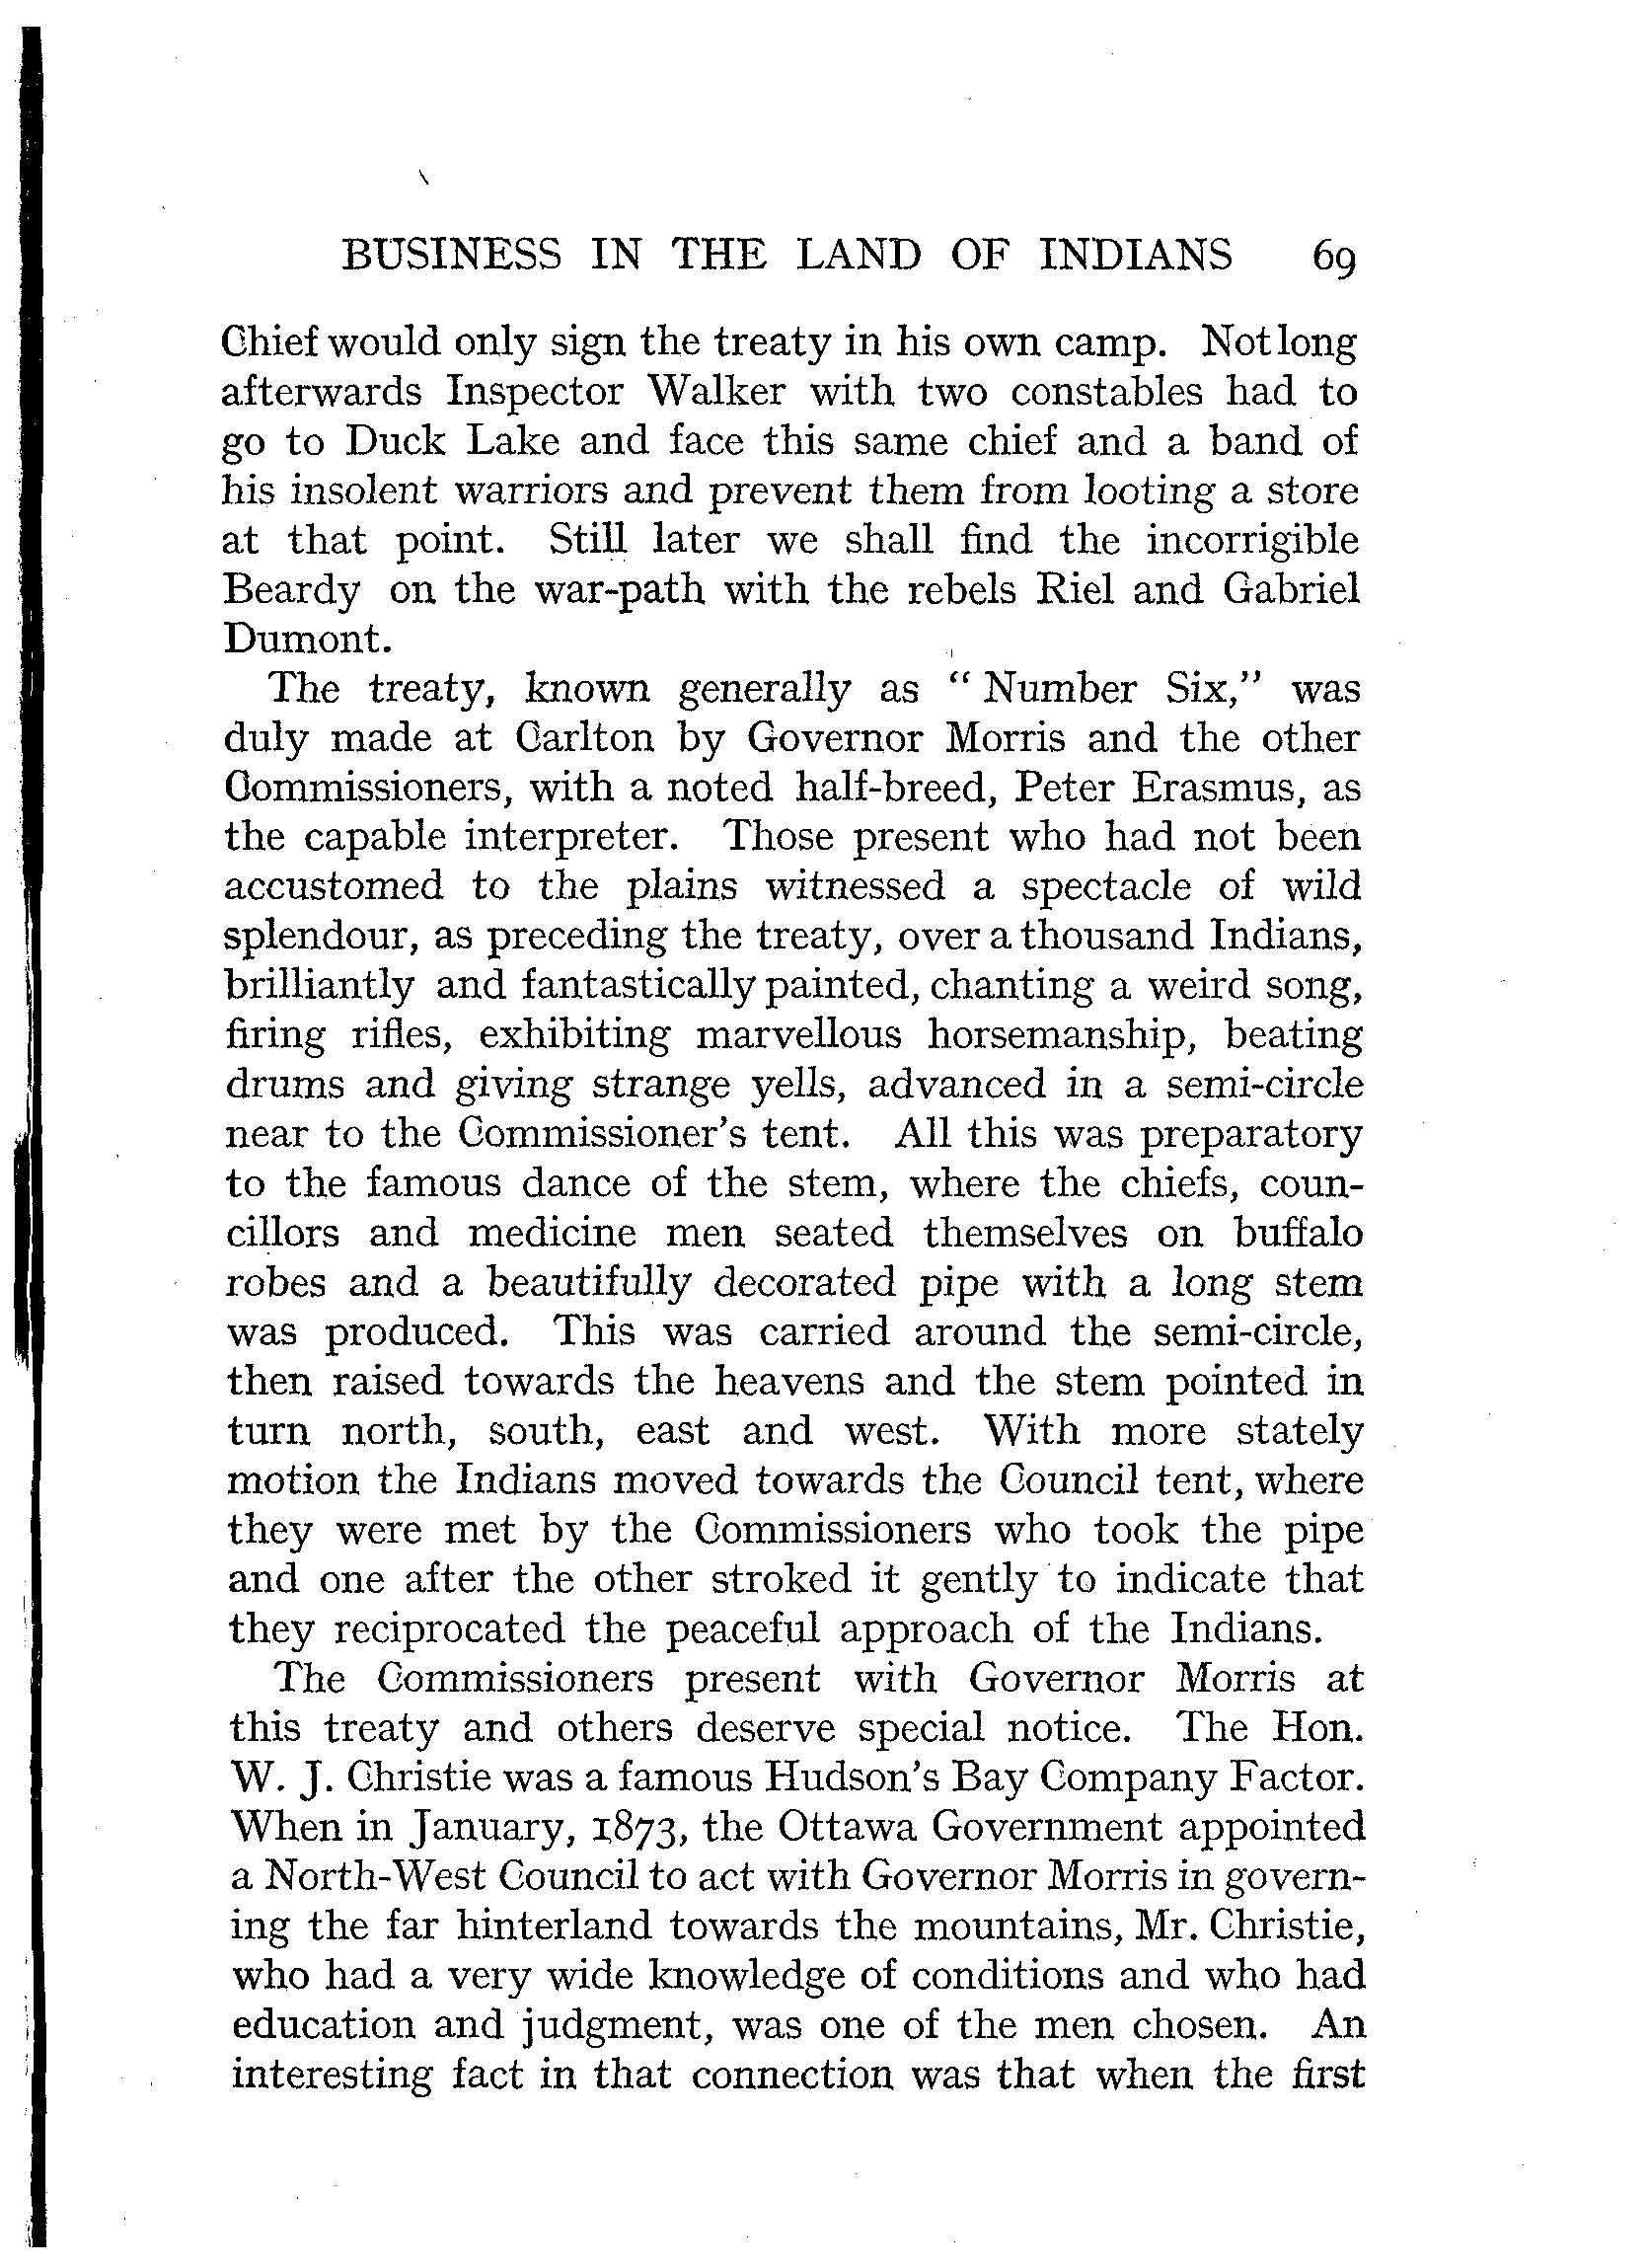 BUSINESS IN THE LAND OF INDIANS 69
Chief would only sign the treaty in his own camp. Not long
afterwards Inspector Walker with two constables had to
go to Duck Lake and face this same chief and a band of
his insolent warriors and prevent them from looting a store
at that point. Still later we shall find the incorrigible
Beardy on the war-path with the rebels Riel and Gabriel
Dumont.
The treaty, known generally as " Number Six," was
duly made at Carlton by Governor Morris and the other
Commissioners, with a noted half-breed, Peter Erasmus, as
the capable interpreter. Those present who had not been
accustomed to the plains witnessed a spectacle of wild
splendour, as preceding the treaty, over a thousand Indians,
brilliantly and fantastically painted, chanting a weird song,
firing rifles, exhibiting marvellous horsemanship, beating
drums and giving strange yells, advanced in a semi-circle
near to the Commissioner's tent. All this was preparatory
to the famous dance of the stem, where the chiefs, coun-
cillors and medicine men seated themselves on buffalo
robes and a beautifully decorated pipe with a long stem
was produced. This was carried around the semi-circle,
then raised towards the heavens and the stem pointed in
turn north, south, east and west. With more stately
motion the Indians moved towards the Council tent, where
they were met by the Commissioners who took the pipe
and one after the other stroked it gently to indicate that
they reciprocated the peaceful approach of the Indians.
The Commissioners present with Governor Morris at
this treaty and others deserve special notice. The Hon.
W. J. Christie was a famous Hudson's Bay Company Factor.
When in January, 1873, the Ottawa Government appointed
a North-West Council to act with Governor Morris in govern-
ing the far hinterland towards the mountains, Mr. Christie,
who had a very wide knowledge of conditions and who had
education and judgment, was one of the men chosen. An
interesting fact in that connection was that when the first